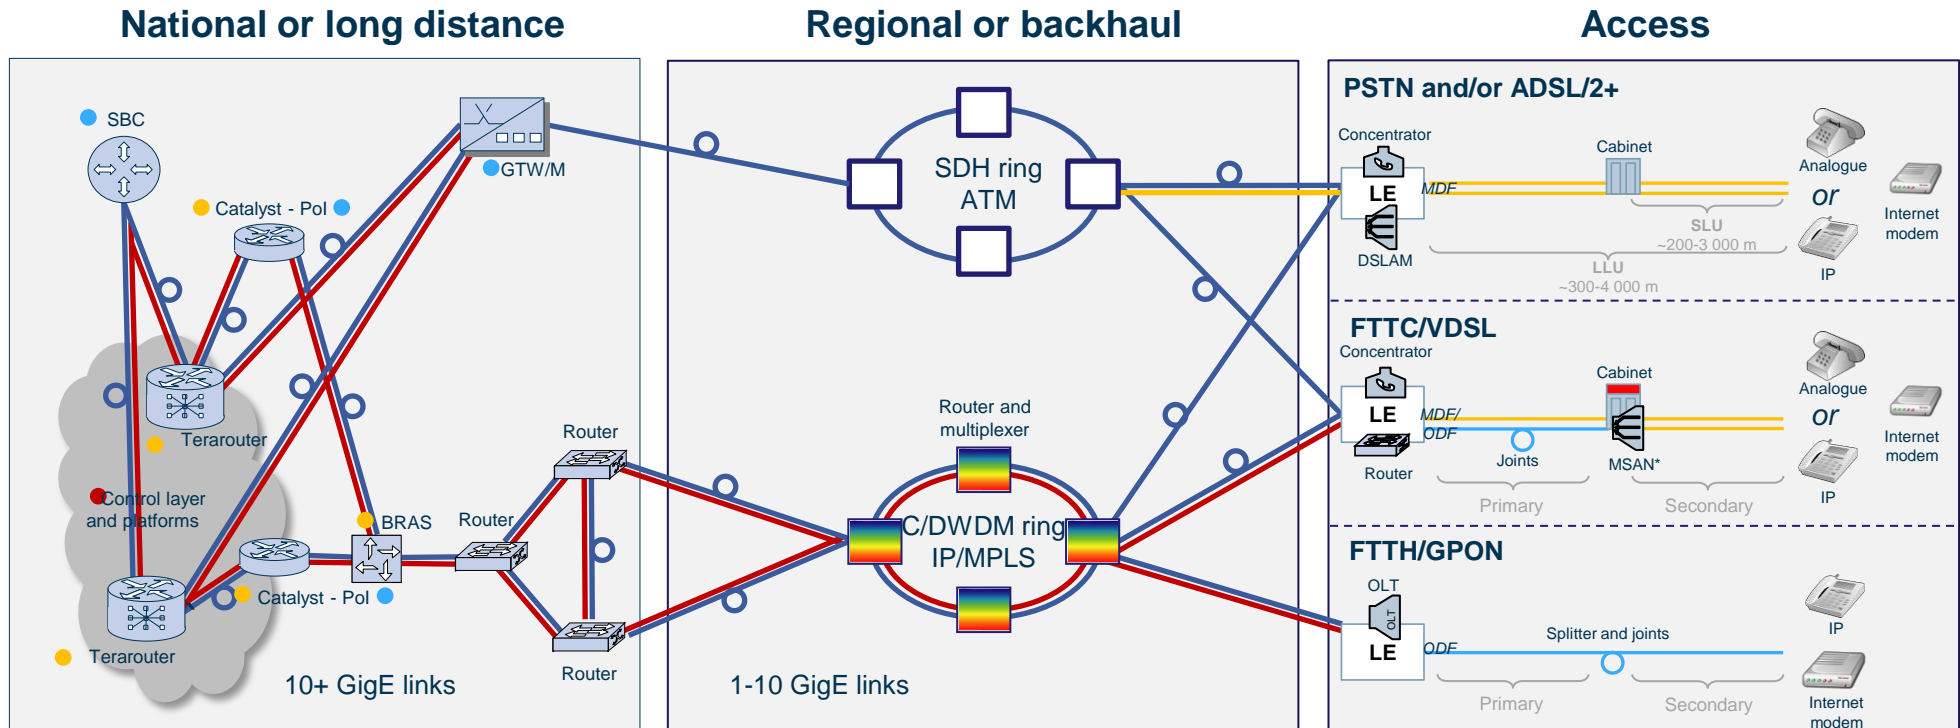 National or long distance
Regional or backhaul
Access
SBC
GTW/M
Catalyst - PoI
Terarouter
Control layer
and platforms
BRAS
Router
Router
Catalyst - PoI
Terarouter
Router
10+ GigE links
SDH ring
ATM
Router and
multiplexer
C/DWDM ring
IP/MPLS
1-10 GigE links
PSTN and/or ADSL/2+
Concentrator
LE
MDF
DSLAM
Cabinet
SLU
~200-3 000 m
LLU
~300-4 000 m
Analogue
or
IP
Internet
modem
FTTC/VDSL
Concentrator
LE
MDF/
ODF
Router
Joints
Cabinet
MSAN*
Primary
Secondary
Analogue
or
IP
Internet
modem
FTTH/GPON
OLT
OLT
LE
ODF
Splitter and joints
Primary
Secondary
IP
Internet
modem